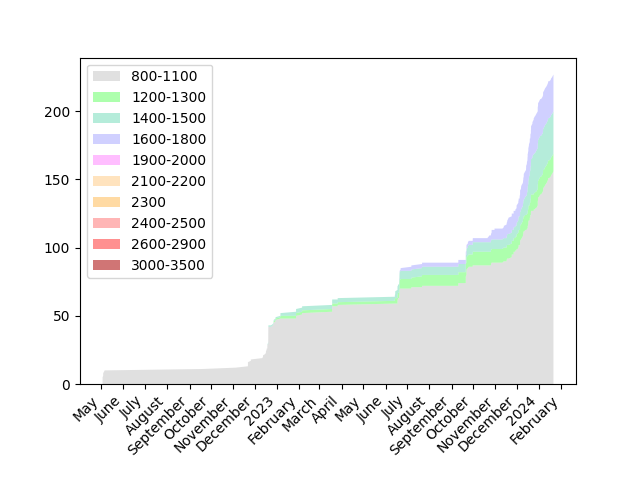 800-1100
1200-1300
1400-1500
1600-1800
1900-2000
2100-2200
2300
2400-2500
2600-2900
3000-3500
200
150
100
50
0
May
June
July
August
September
October
November
December
2023
February
March
April
May
June
July
August
September
October
November
December
2024
February